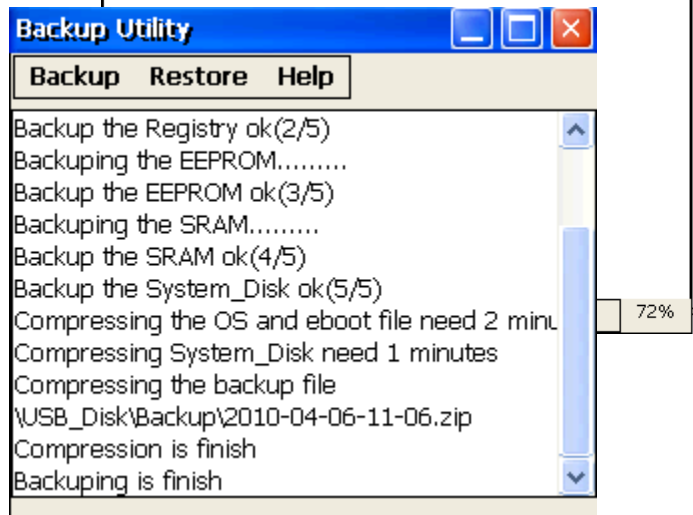 Backup Utility
Backup Restore Help
Backup the Registry ok(2/5)
Backuping the EEPROM.........
Backup the EEPROM ok(3/5)
Backuping the SRAM.........
Backup the SRAM ok(4/5)
Backup the System_Disk ok(5/5)
Compressing the OS and eboot file need 2 minu
72%
Compressing System_Disk need 1 minutes
Compressing the backup file
\USB_Disk\Backup\2010-04-06-11-06.zip
Compression is finish
Backuping is finish